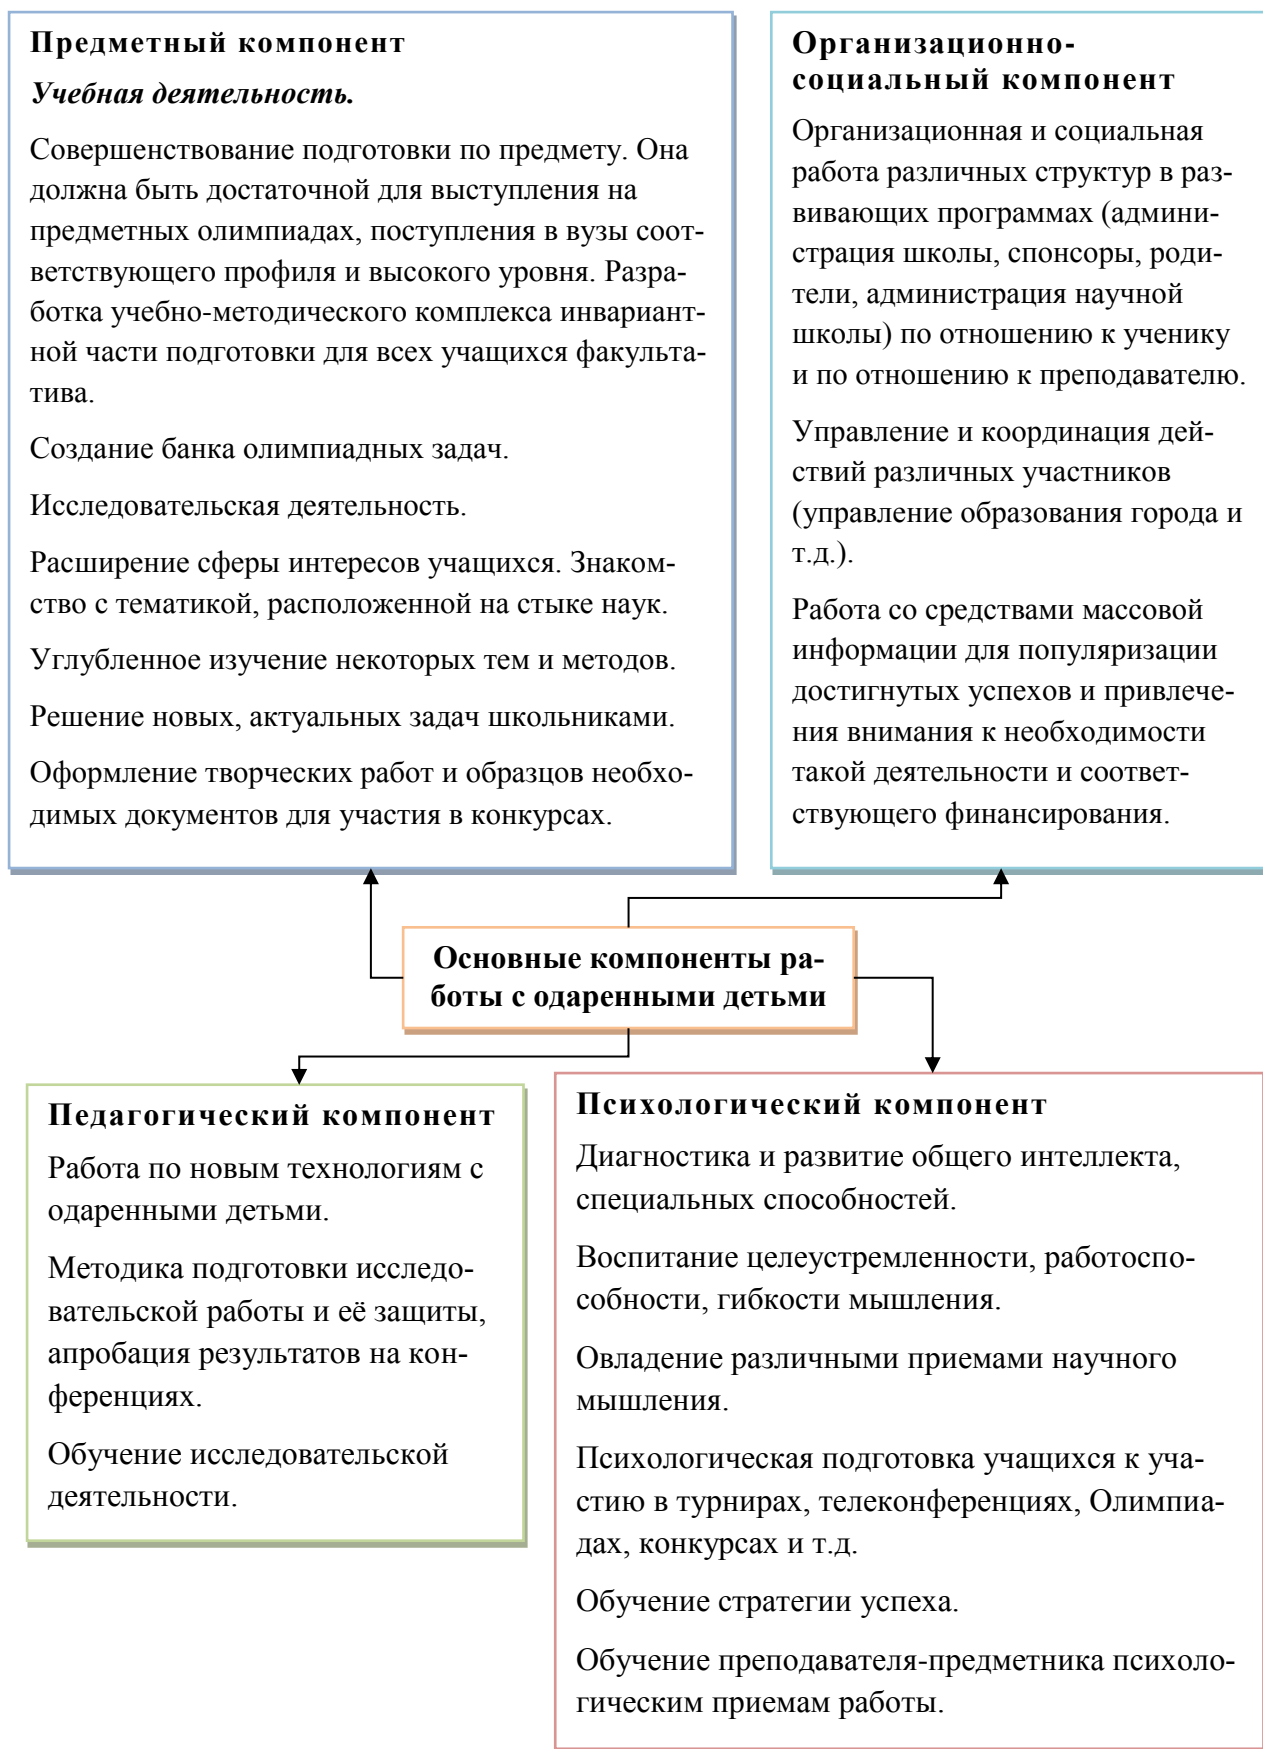 Предметный компонент
Учебная деятельность.
Совершенствование подготовки по предмету. Она
должна быть достаточной для выступления на
предметных олимпиадах, поступления в вузы соот-
ветствующего профиля и высокого уровня. Разра-
ботка учебно-методического комплекса инвариант-
ной части подготовки для всех учащихся факульта-
тива.
Создание банка олимпиадных задач.
Исследовательская деятельность.
Расширение сферы интересов учащихся. Знаком-
ство с тематикой, расположенной на стыке наук.
Углубленное изучение некоторых тем и методов.
Решение новых, актуальных задач школьниками.
Оформление творческих работ и образцов необхо-
димых документов для участия в конкурсах.
Организационно-
социальный компонент
Организационная и социальная
работа различных структур в раз-
вивающих программах (админи-
страция школы, спонсоры, роди-
тели, администрация научной
школы) по отношению к ученику
и по отношению к преподавателю.
Управление и координация дей-
ствий различных участников
(управление образования города и
т.д.).
Работа со средствами массовой
информации для популяризации
достигнутых успехов и привлече-
ния внимания к необходимости
такой деятельности и соответ-
ствующего финансирования.
Основные компоненты ра-
боты с одаренными детьми
Педагогический компонент
Работа по новым технологиям с
одаренными детьми.
Методика подготовки исследо-
вательской работы и её защиты,
апробация результатов на кон-
ференциях.
Обучение исследовательской
деятельности.
Психологический компонент
Диагностика и развитие общего интеллекта,
специальных способностей.
Воспитание целеустремленности, работоспо-
собности, гибкости мышления.
Овладение различными приемами научного
мышления.
Психологическая подготовка учащихся к уча-
стию в турнирах, телеконференциях, Олимпиа-
дах, конкурсах и т.д.
Обучение стратегии успеха.
Обучение преподавателя-предметника психоло-
гическим приемам работы.